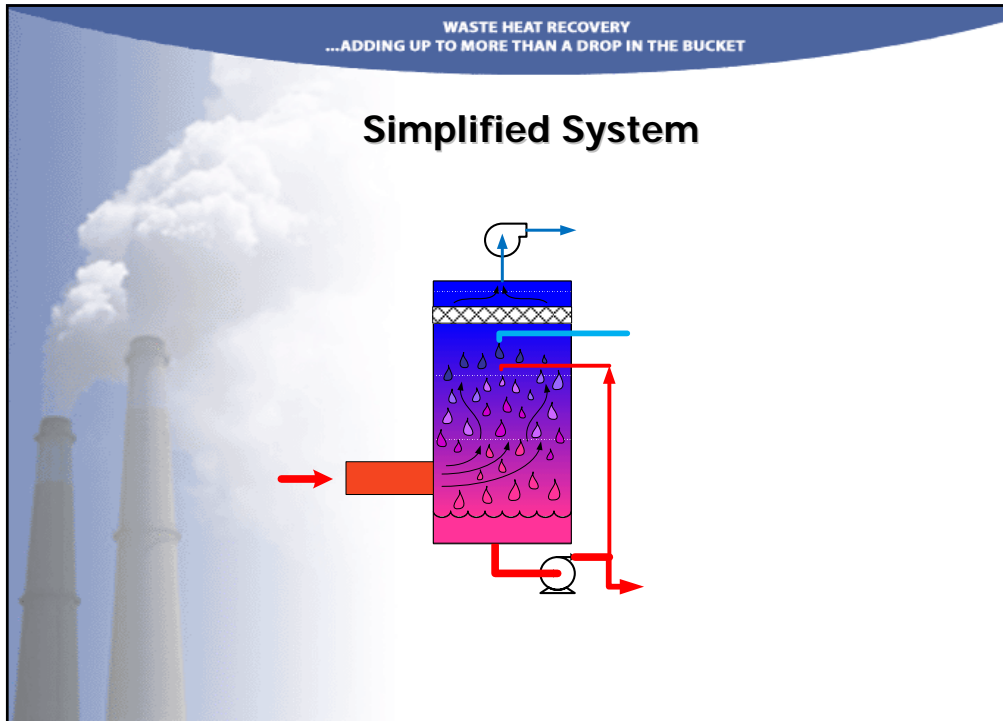 WASTE HEAT RECOVERY
...ADDING UP TO MORE THAN A DROP IN THE BUCKET
Simplified System